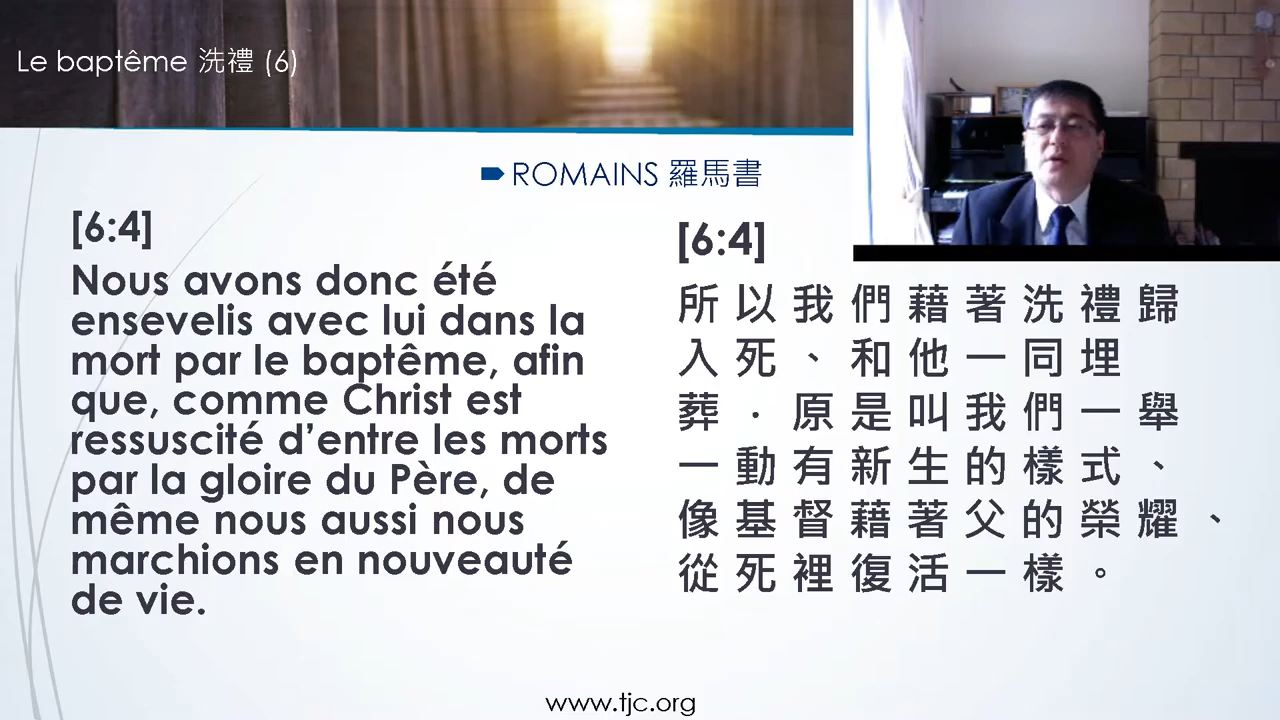 Le baptême 洗禮 (6)
ROMAINS 羅馬書
[6:4]
Nous avons donc été
ensevelis avec lui dans la
mort par le baptême, afin
que, comme Christ est
ressuscité d’entre les morts
par la gloire du Père, de
même nous aussi nous
marchions en nouveauté
de vie.
[6:4]
所以我們藉著洗禮歸
入死、和他一同埋
葬．原是叫我們一舉
一動有新生的樣式、
像基督藉著父的榮耀、
從死裡復活一樣。
www.tjc.org